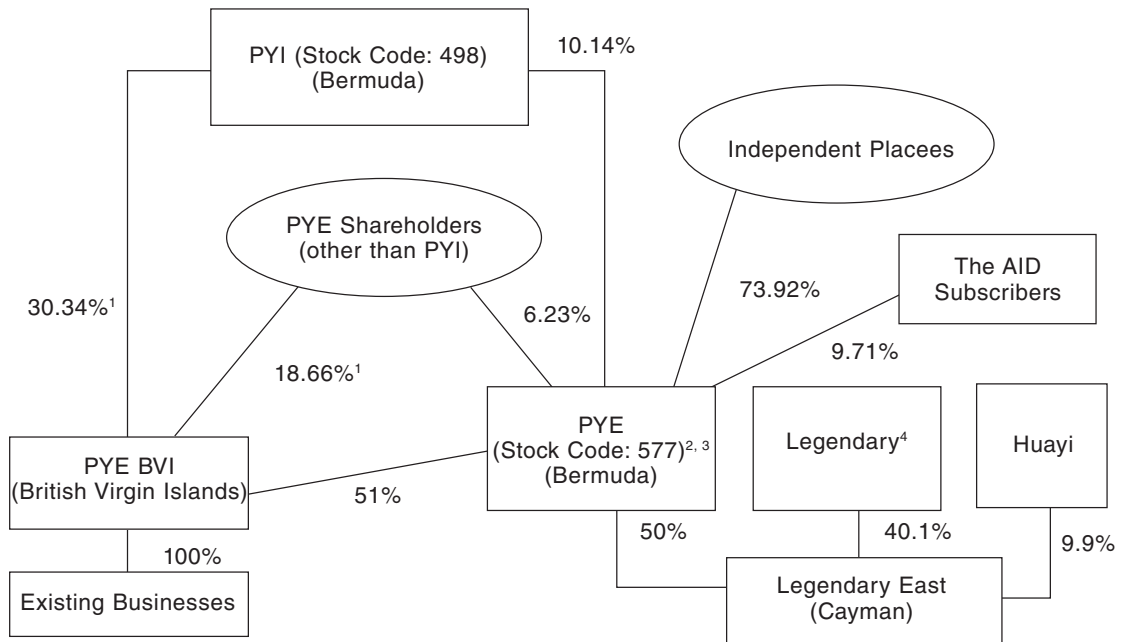 PYI (Stock Code: 498)
(Bermuda)
10.14%
Independent Placees
PYE Shareholders
(other than PYI)
The AID
Subscribers
30.34%¹
6.23%
73.92%
9.71%
18.66%¹
PYE
(Stock Code: 577)²,³
(Bermuda)
Legendary⁴
Huayi
PYE BVI
(British Virgin Islands)
51%
50%
40.1%
9.9%
100%
Existing Businesses
Legendary East
(Cayman)